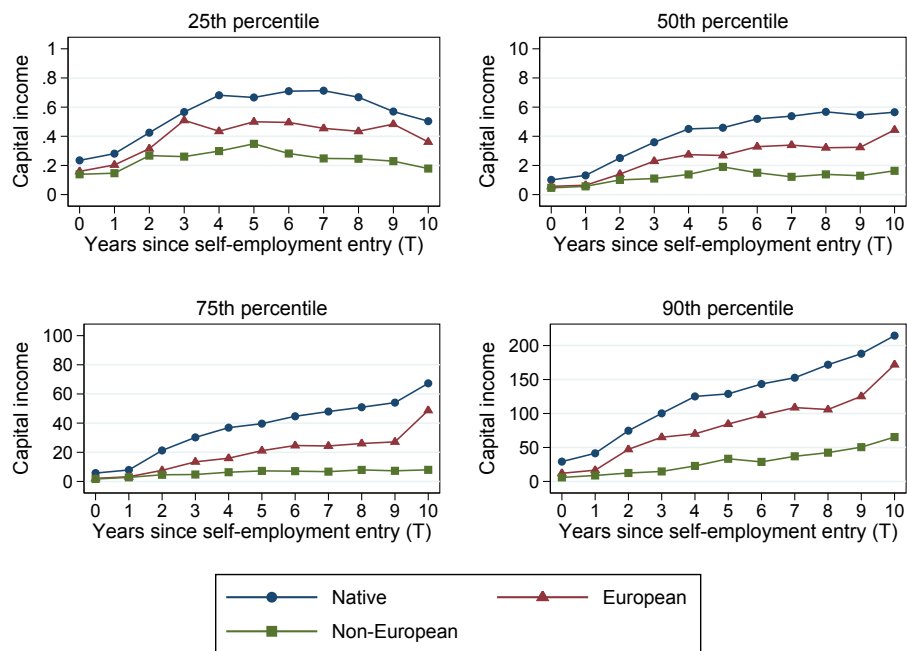 25th percentile
Capital income
1
.8
.6
.4
.2
0
0 1 2 3 4 5 6 7 8 9 10
Years since self-employment entry (T)
50th percentile
Capital income
10
8
6
4
2
0
0 1 2 3 4 5 6 7 8 9 10
Years since self-employment entry (T)
75th percentile
Capital income
100
80
60
40
20
0
0 1 2 3 4 5 6 7 8 9 10
Years since self-employment entry (T)
90th percentile
Capital income
200
150
100
50
0
0 1 2 3 4 5 6 7 8 9 10
Years since self-employment entry (T)
Native
European
Non-European